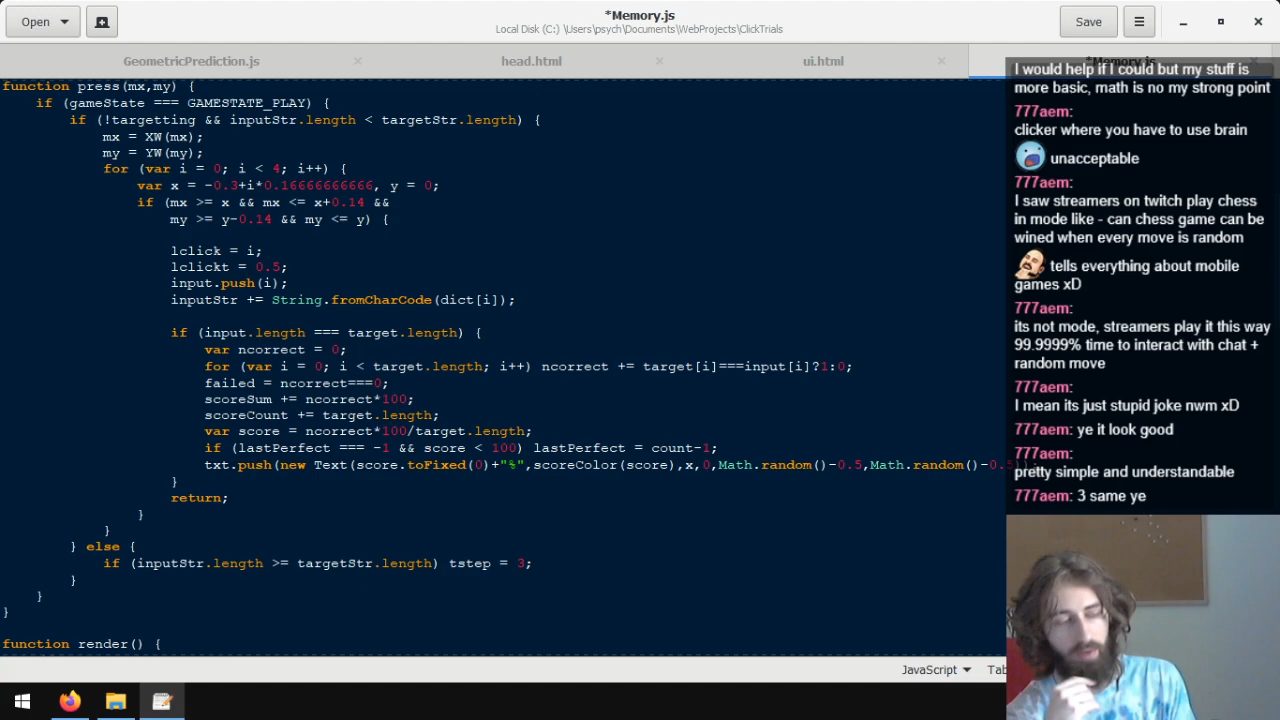 Open
*Memory.js
Local Disk (C:) \Users\psych\Documents\WebProjects\ClickTrials
Save
GeometricPrediction.js
head.html
ui.html
*Memory.js
function press(mx,my) {
if (gameState === GAMESTATE_PLAY) {
if (!targetting && inputStr.length < targetStr.length) {
mx = XW(mx);
my = YW(my);
for (var i = 0; i < 4; i++) {
var x = -0.3+i*0.16666666666, y = 0;
if (mx >= x && mx <= x+0.14 &&
my >= y-0.14 && my <= y) {
lclick = i;
lclickt = 0.5;
input.push(i);
inputStr += String.fromCharCode(dict[i]);
if (input.length === target.length) {
var ncorrect = 0;
for (var i = 0; i < target.length; i++) ncorrect += target[i]===input[i]?1:0;
failed = ncorrect===0;
scoreSum += ncorrect*100;
scoreCount += target.length;
var score = ncorrect*100/target.length;
if (lastPerfect === -1 && score < 100) lastPerfect = count-1;
txt.push(new Text(score.toFixed(0)+"%",scoreColor(score),x,0,Math.random()-0.5,Math.random()-0.5));
}
return;
}
}
} else {
if (inputStr.length >= targetStr.length) tstep = 3;
}
}
}
function render() {
I would help if I could but my stuff is
more basic, math is no my strong point
777aem:
clicker where you have to use brain
unacceptable
777aem:
I saw streamers on twitch play chess
in mode like - can chess game can be
wined when every move is random
tells everything about mobile
games xD
777aem:
its not mode, streamers play it this way
99.9999% time to interact with chat +
random move
777aem:
I mean its just stupid joke nwm xD
777aem: ye it look good
777aem:
pretty simple and understandable
777aem: 3 same ye
JavaScript
Tab